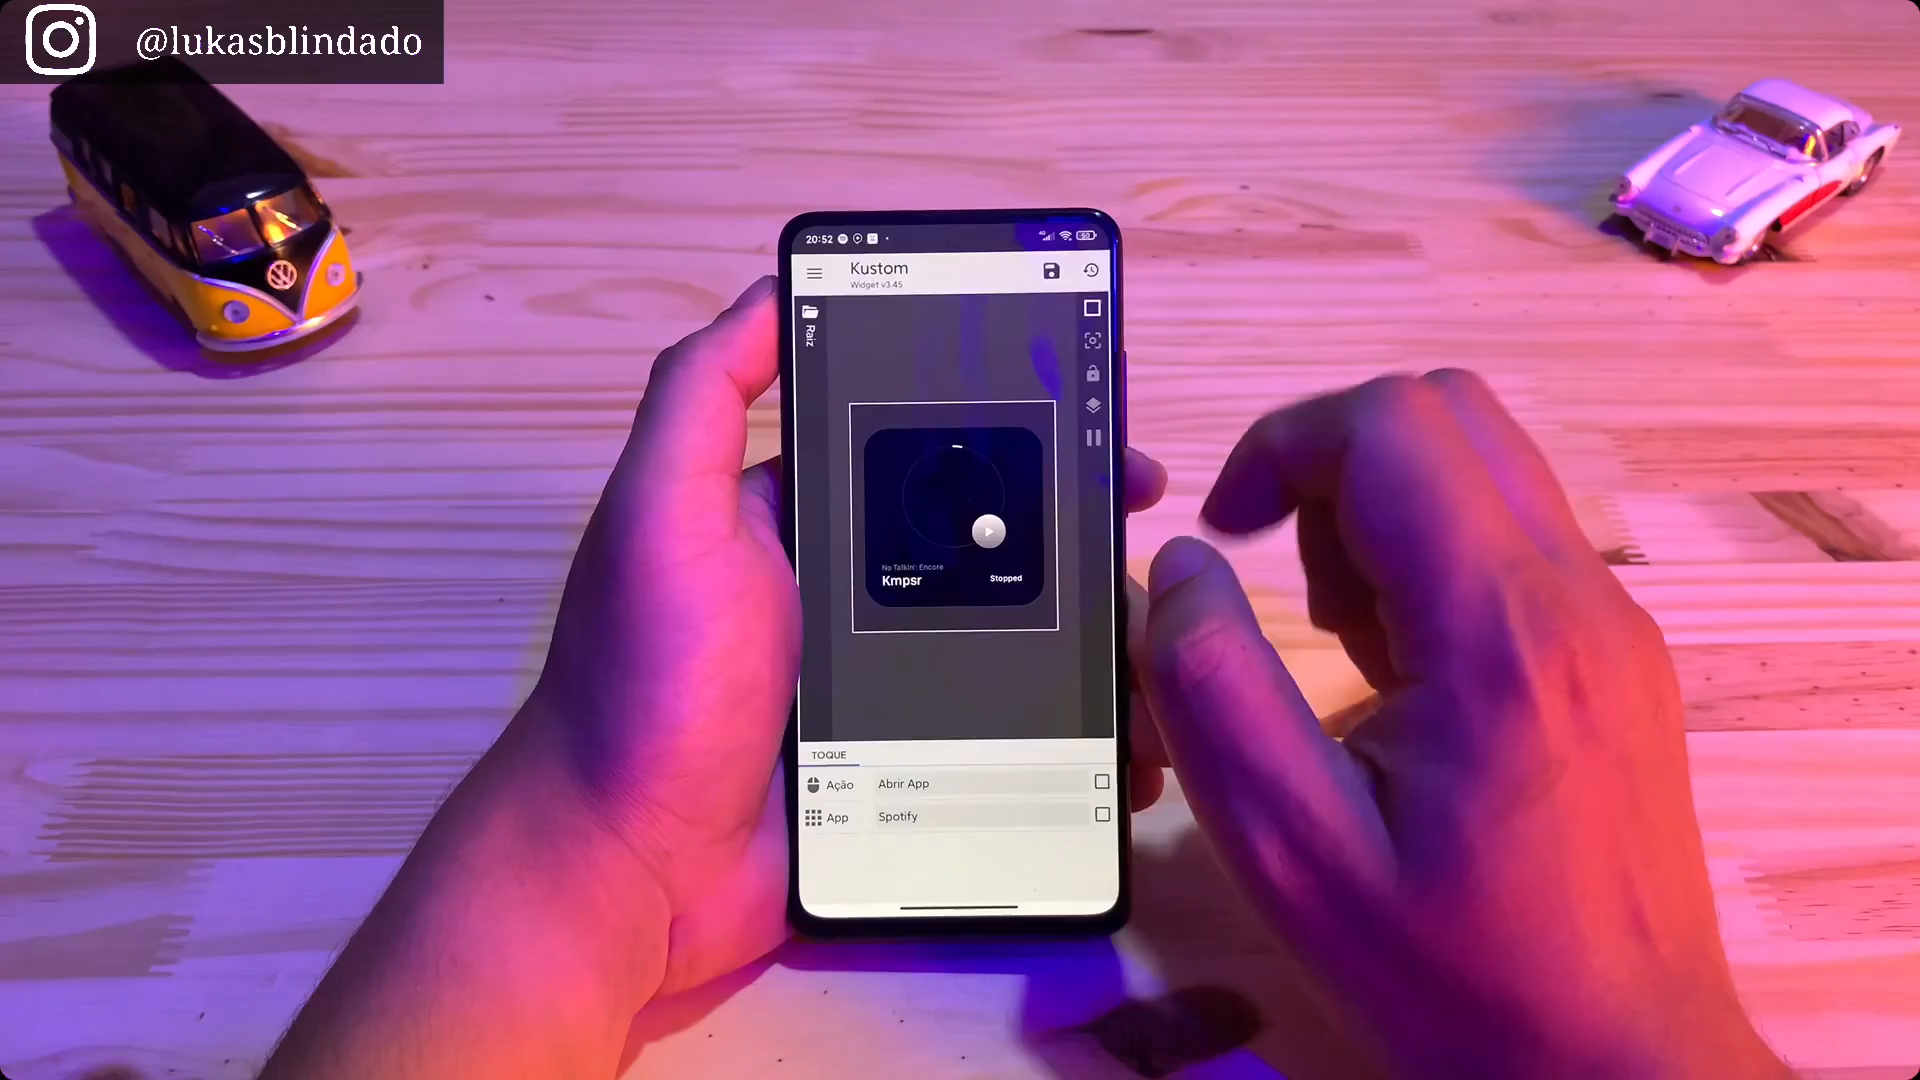 @lukasblindado
20:52
50
Kustom
Widget v3.45
Raiz
No Talkin': Encore
Kmpsr
Stopped
TOQUE
Ação
Abrir App
App
Spotify